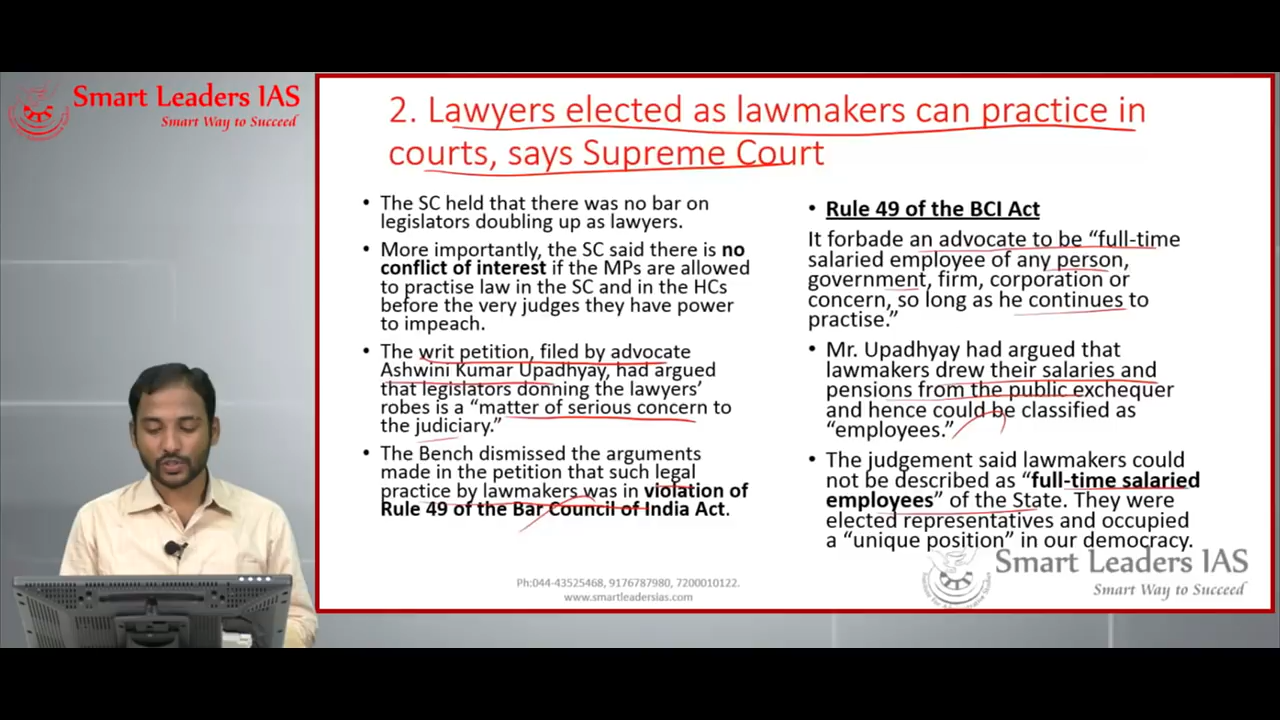 Smart Leaders IAS
Smart Way to Succeed
2. Lawyers elected as lawmakers can practice in
courts, says Supreme Court
• The SC held that there was no bar on
legislators doubling up as lawyers.
• More importantly, the SC said there is no
conflict of interest if the MPs are allowed
to practise law in the SC and in the HCs
before the very judges they have power
to impeach.
• The writ petition, filed by advocate
Ashwini Kumar Upadhyay, had argued
that legislators donning the lawyers’
robes is a “matter of serious concern to
the judiciary.”
• The Bench dismissed the arguments
made in the petition that such legal
practice by lawmakers was in violation of
Rule 49 of the Bar Council of India Act.
• Rule 49 of the BCI Act
It forbade an advocate to be “full-time
salaried employee of any person,
government, firm, corporation or
concern, so long as he continues to
practise.”
• Mr. Upadhyay had argued that
lawmakers drew their salaries and
pensions from the public exchequer
and hence could be classified as
“employees.”
• The judgement said lawmakers could
not be described as “full-time salaried
employees” of the State. They were
elected representatives and occupied
a “unique position” in our democracy.
Ph:044-43525468, 9176787980, 7200010122.
www.smartleadersias.com
Smart Leaders IAS
Smart Way to Succeed